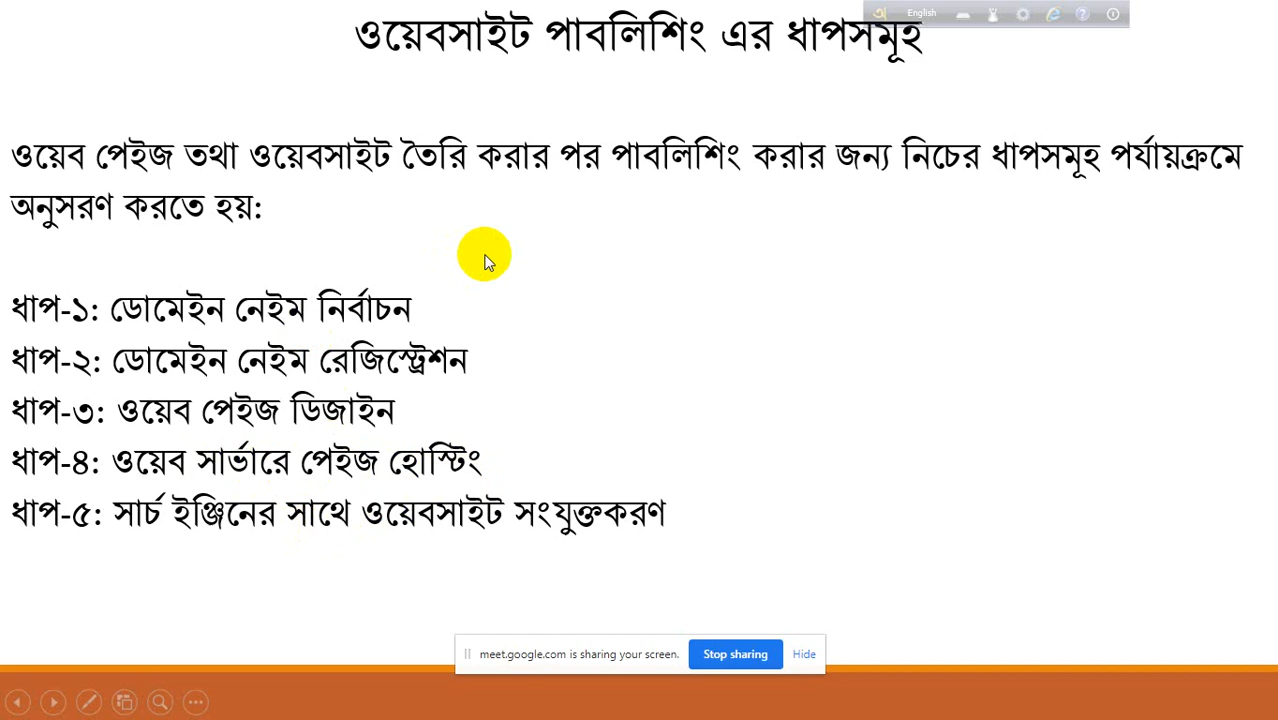 English
ওয়েবসাইট পাবলিশিং এর ধাপসমূহ
ওয়েব পেইজ তথা ওয়েবসাইট তৈরি করার পর পাবলিশিং করার জন্য নিচের ধাপসমূহ পর্যায়ক্রমে
অনুসরণ করতে হয়:
ধাপ-১: ডোমেইন নেইম নির্বাচন
ধাপ-২: ডোমেইন নেইম রেজিস্ট্রেশন
ধাপ-৩: ওয়েব পেইজ ডিজাইন
ধাপ-৪: ওয়েব সার্ভারে পেইজ হোস্টিং
ধাপ-৫: সার্চ ইঞ্জিনের সাথে ওয়েবসাইট সংযুক্তকরণ
meet.google.com is sharing your screen. Stop sharing Hide